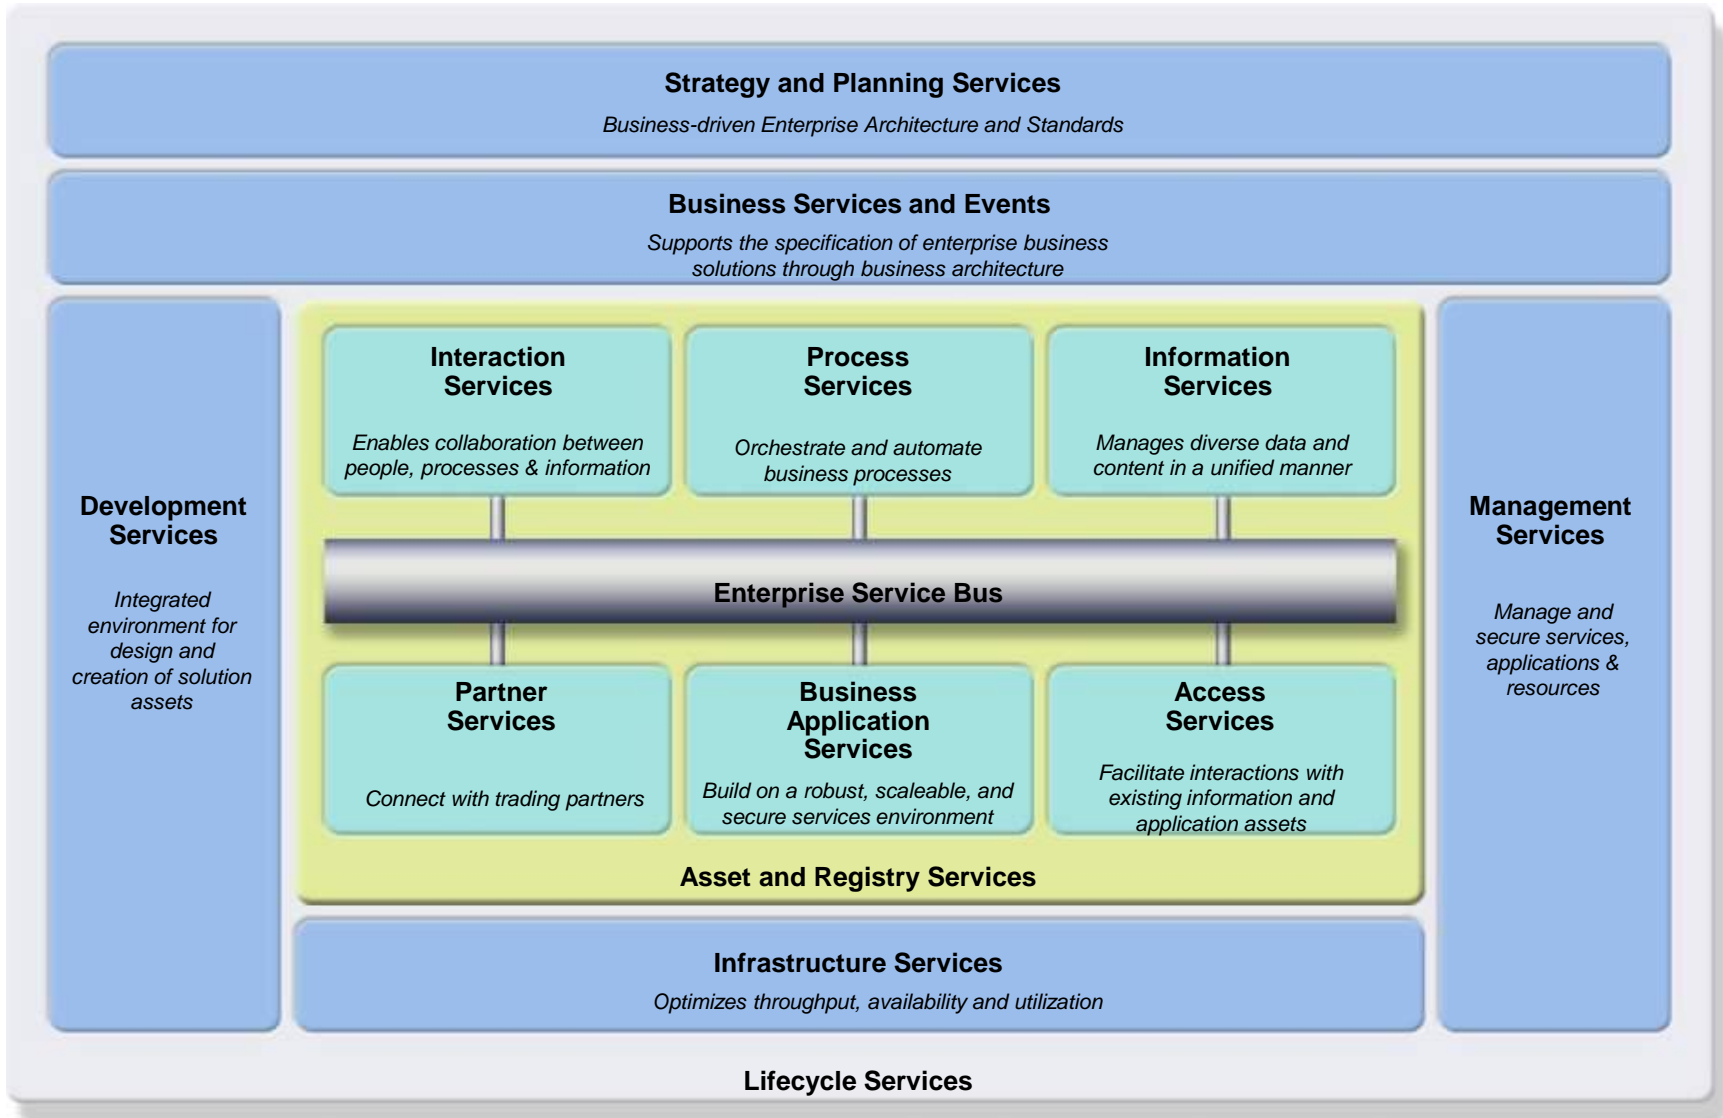 Strategy and Planning Services
Business-driven Enterprise Architecture and Standards
Business Services and Events
Supports the specification of enterprise business
solutions through business architecture
Development
Services
Integrated
environment for
design and
creation of solution
assets
Interaction
Services
Enables collaboration between
people, processes & information
Process
Services
Orchestrate and automate
business processes
Information
Services
Manages diverse data and
content in a unified manner
Enterprise Service Bus
Partner
Services
Connect with trading partners
Business
Application
Services
Build on a robust, scaleable, and
secure services environment
Access
Services
Facilitate interactions with
existing information and
application assets
Asset and Registry Services
Management
Services
Manage and
secure services,
applications &
resources
Infrastructure Services
Optimizes throughput, availability and utilization
Lifecycle Services